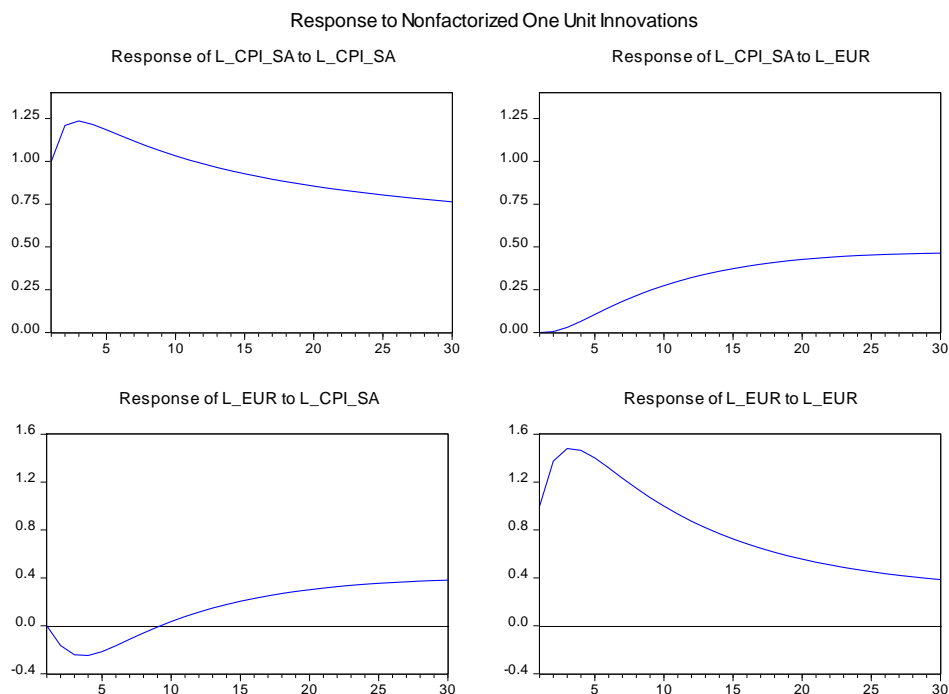 Response to Nonfactorized One Unit Innovations
Response of L_CPI_SA to L_CPI_SA
Response of L_CPI_SA to L_EUR
1.25
1.00
0.75
0.50
0.25
0.00
5 10 15 20 25 30
1.25
1.00
0.75
0.50
0.25
0.00
5 10 15 20 25 30
Response of L_EUR to L_CPI_SA
Response of L_EUR to L_EUR
1.6
1.2
0.8
0.4
0.0
-0.4
5 10 15 20 25 30
1.6
1.2
0.8
0.4
0.0
-0.4
5 10 15 20 25 30